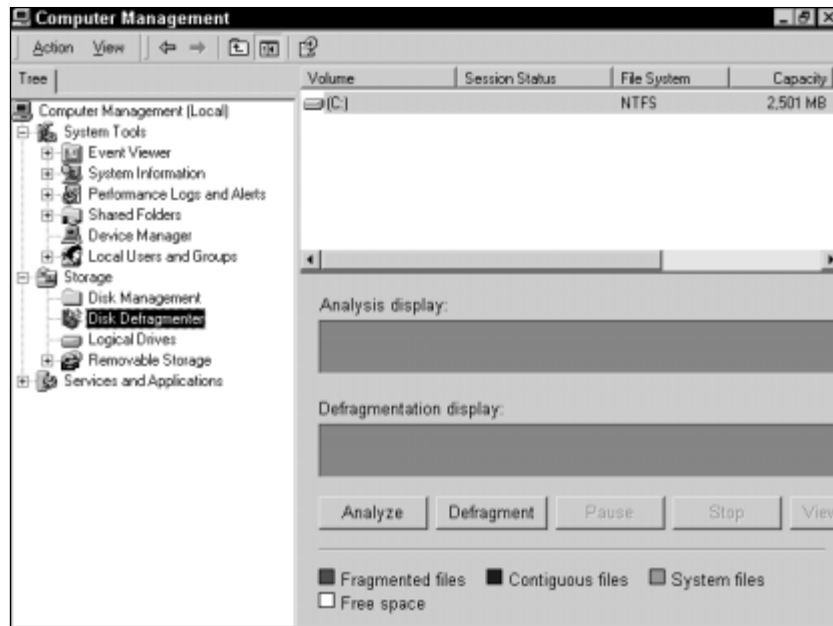 Computer Management
Action View
Tree
Volume Session Status File System Capacity
(C:) NTFS 2,501 MB
Computer Management (Local)
System Tools
Event Viewer
System Information
Performance Logs and Alerts
Shared Folders
Device Manager
Local Users and Groups
Storage
Disk Management
Disk Defragmenter
Logical Drives
Removable Storage
Services and Applications
Analysis display:
Defragmentation display:
Analyze Defragment Pause Stop View
Fragmented files Contiguous files System files
Free space